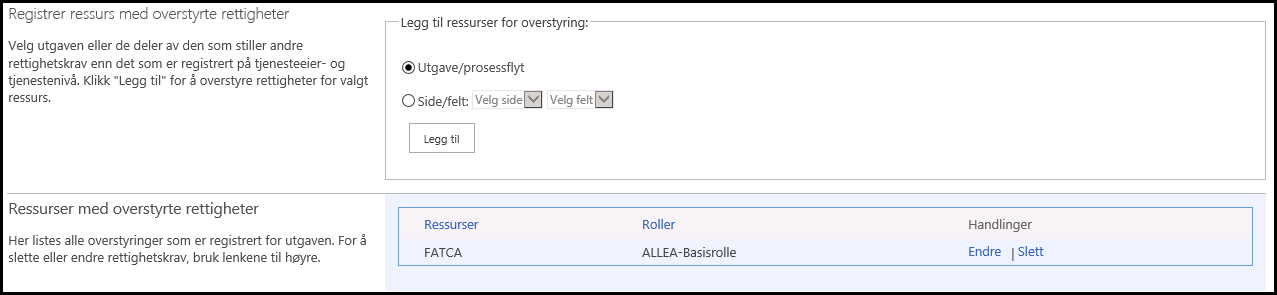 Registrer ressurs med overstyrte rettigheter
Velg utgaven eller de deler av den som stiller andre
rettighetskrav enn det som er registrert på tjenesteeier- og
tjenestenivå. Klikk "Legg til" for å overstyre rettigheter for valgt
ressurs.
Legg til ressurser for overstyring:
Utgave/prosessflyt
Side/felt: Velg side Velg felt
Legg til
Ressurser med overstyrte rettigheter
Her listes alle overstyringer som er registrert for utgaven. For å
slette eller endre rettighetskrav, bruk lenkene til høyre.
Ressurser Roller Handlinger
FATCA ALLEA-Basisrolle Endre | Slett